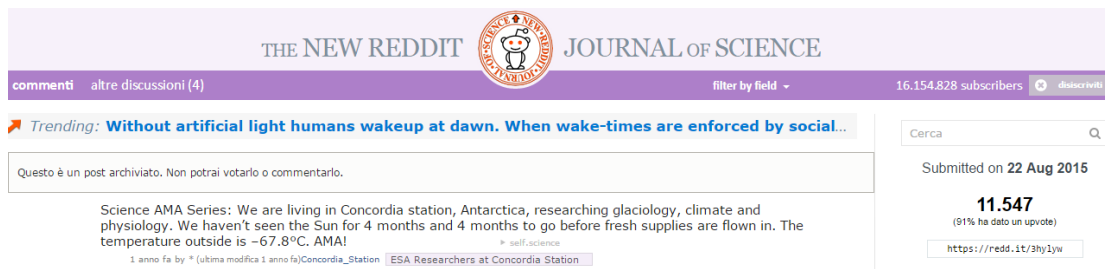 THE NEW REDDIT JOURNAL OF SCIENCE
commenti altre discussioni (4) filter by field 16.154.828 subscribers disiscriviti
Trending: Without artificial light humans wakeup at dawn. When wake-times are enforced by social...
Cerca
Questo è un post archiviato. Non potrai votarlo o commentarlo.
Submitted on 22 Aug 2015
11.547
(91% ha dato un upvote)
https://redd.it/3hylyw
Science AMA Series: We are living in Concordia station, Antarctica, researching glaciology, climate and
physiology. We haven't seen the Sun for 4 months and 4 months to go before fresh supplies are flown in. The
temperature outside is –67.8ºC. AMA! self.science
1 anno fa by * (ultima modifica 1 anno fa)Concordia_Station ESA Researchers at Concordia Station